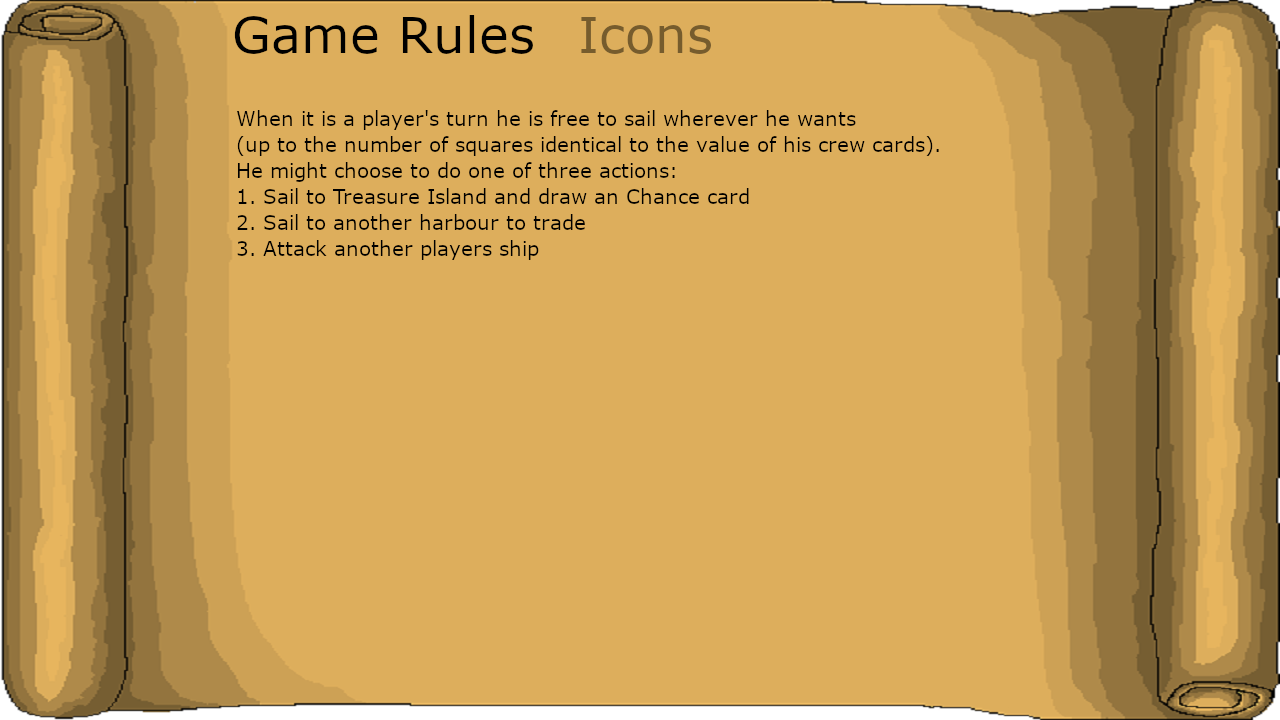 Game Rules Icons
When it is a player's turn he is free to sail wherever he wants
(up to the number of squares identical to the value of his crew cards).
He might choose to do one of three actions:
1. Sail to Treasure Island and draw an Chance card
2. Sail to another harbour to trade
3. Attack another players ship